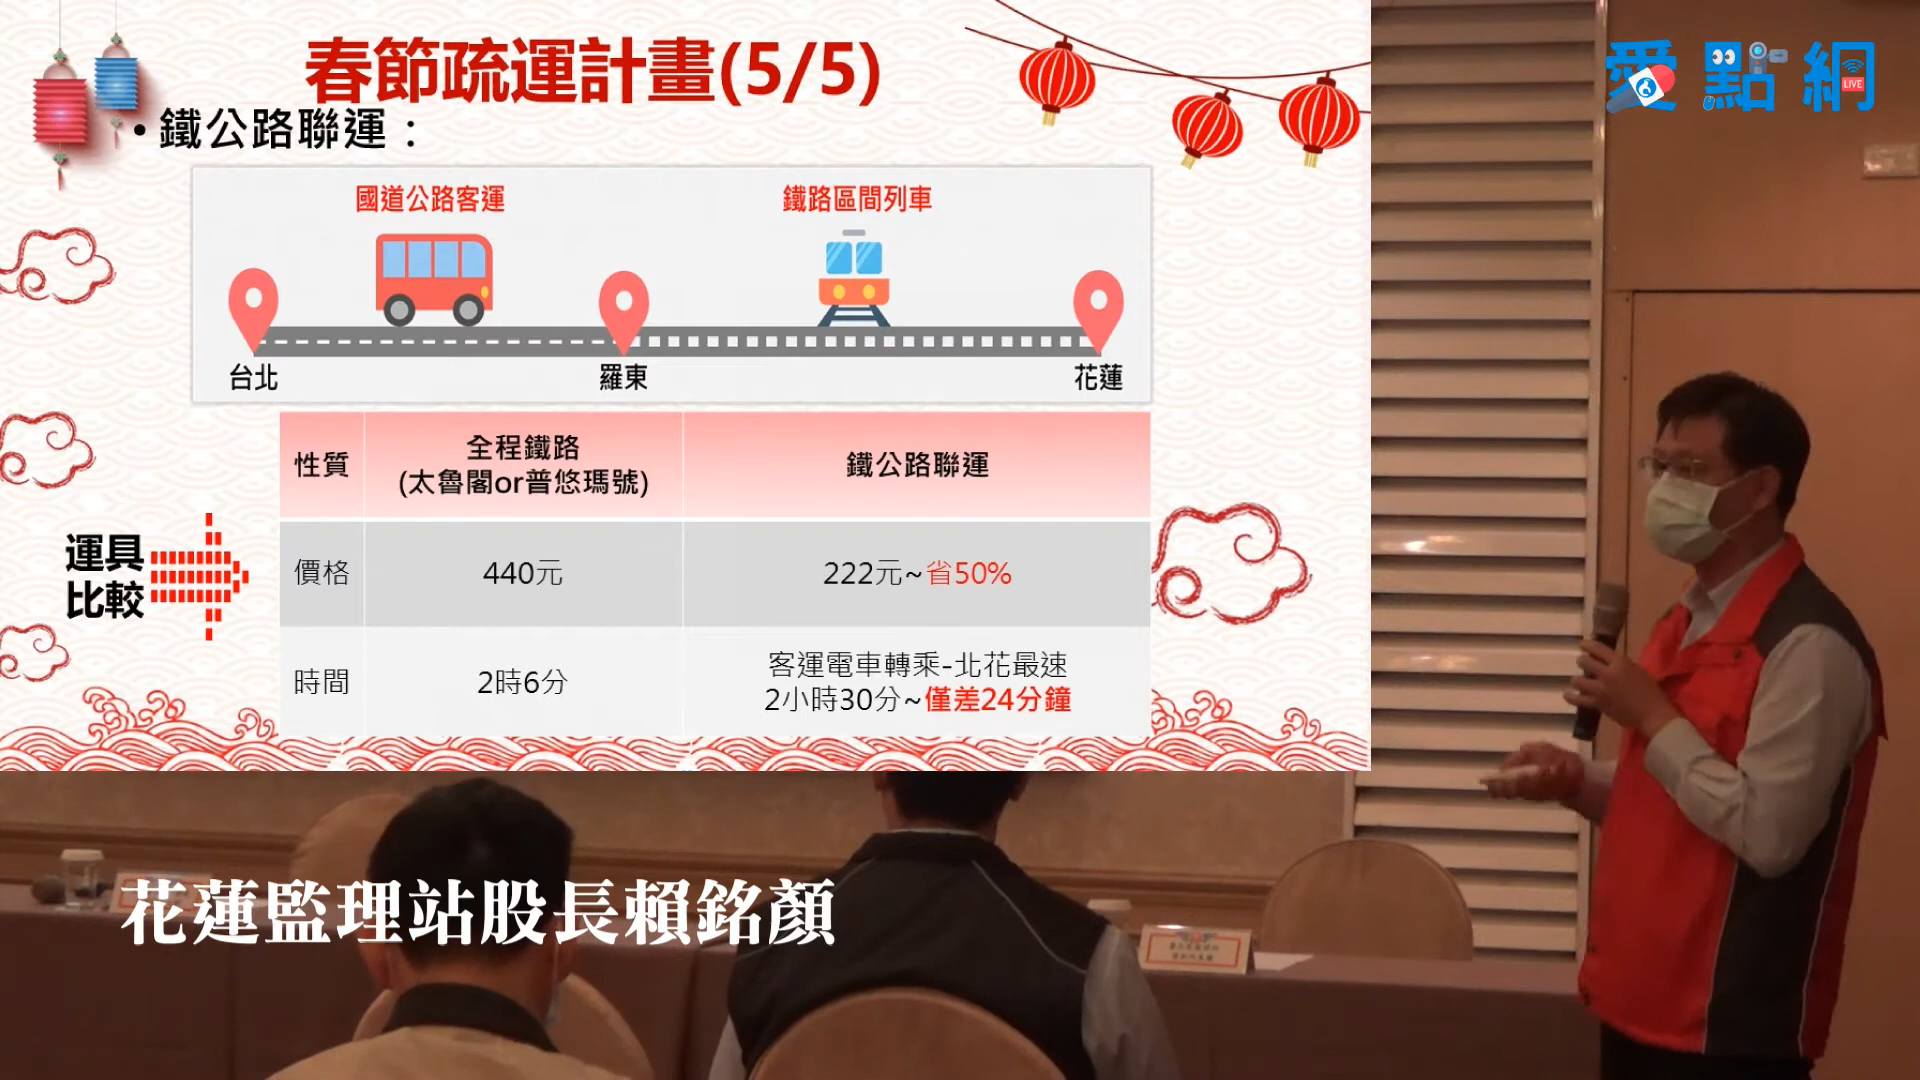 春節疏運計畫(5/5)
• 鐵公路聯運：
國道公路客運
鐵路區間列車
台北
羅東
花蓮
性質
全程鐵路
(太魯閣or普悠瑪號)
鐵公路聯運
運具
比較
價格
440元
222元~省50%
時間
2時6分
客運電車轉乘-北花最速
2小時30分~僅差24分鐘
愛點網
LIVE
花蓮監理站股長賴銘顏